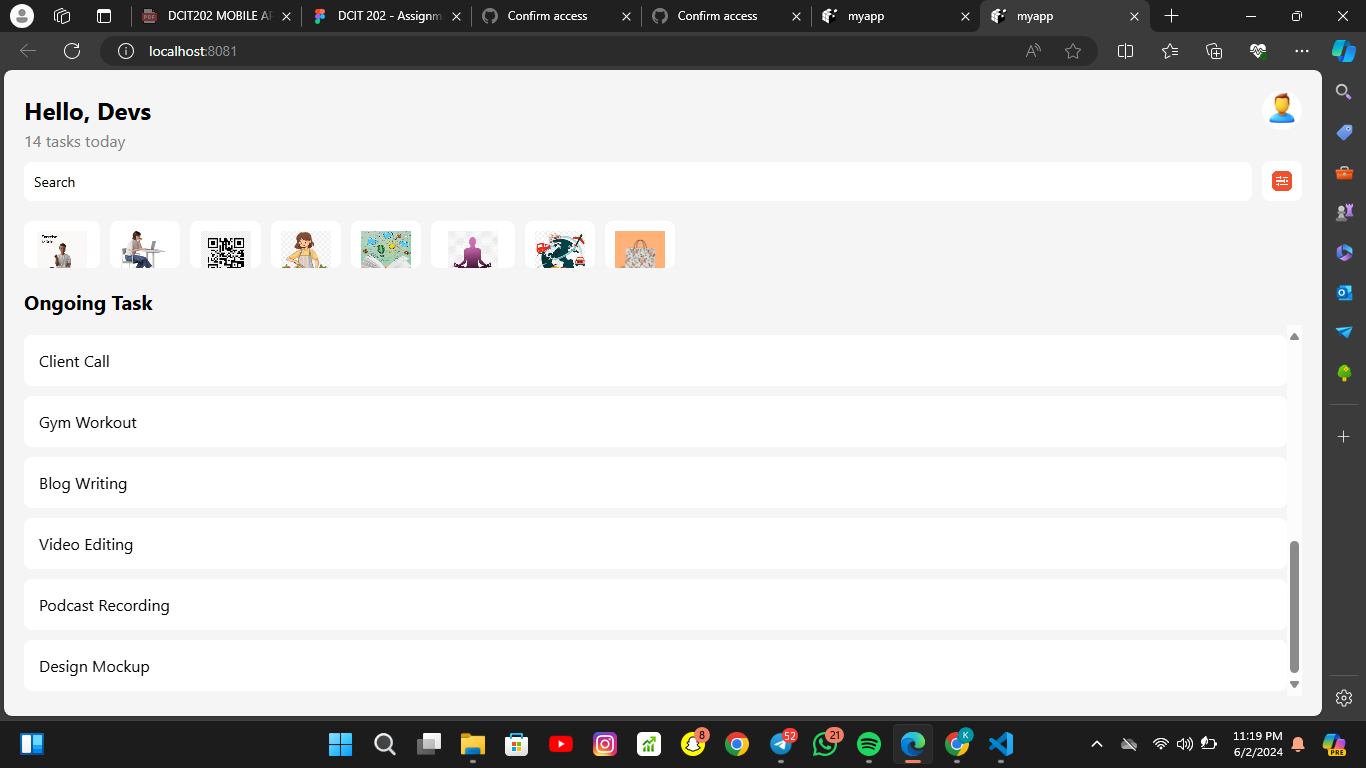 DCIT202 MOBILE AP
DCIT 202 - Assignm
Confirm access
Confirm access
myapp
myapp
localhost:8081
Hello, Devs
14 tasks today
Search
Ongoing Task
Client Call
Gym Workout
Blog Writing
Video Editing
Podcast Recording
Design Mockup
8
52
21
K
11:19 PM
6/2/2024
PRE